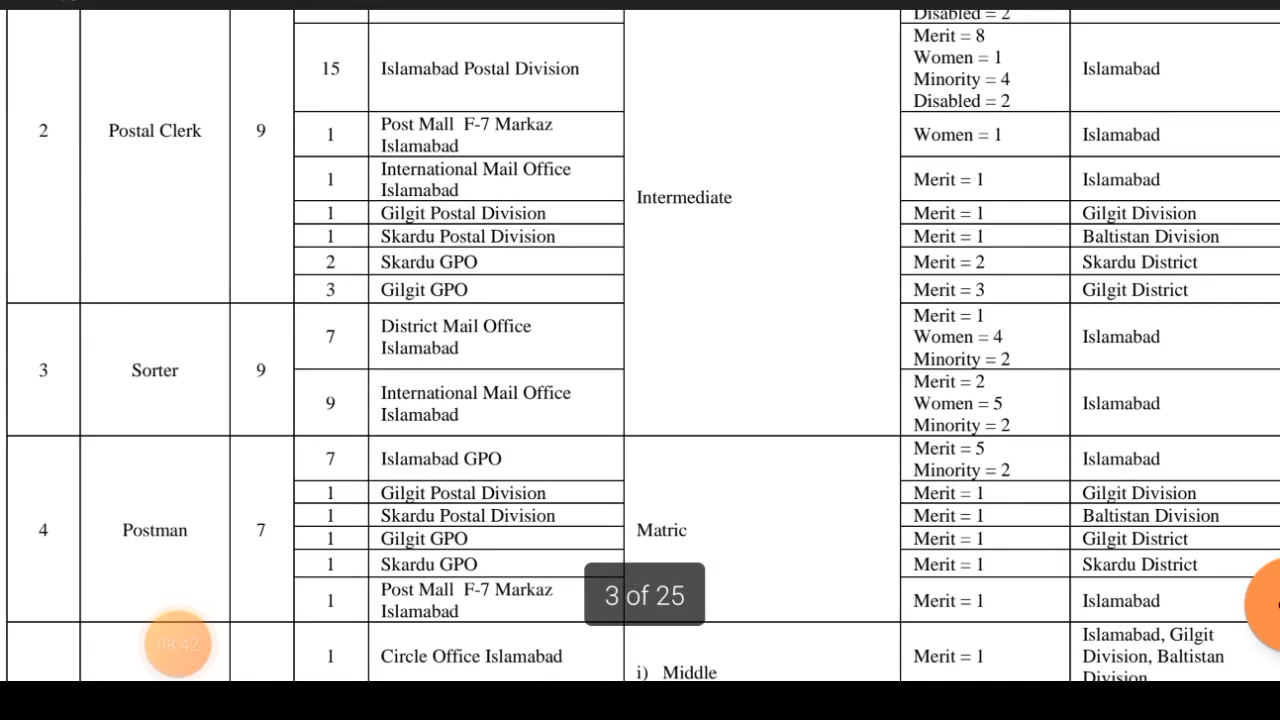 Disabled = 2
2
Postal Clerk
9
15
Islamabad Postal Division
Merit = 8
Women = 1
Minority = 4
Disabled = 2
Islamabad
1
Post Mall F-7 Markaz
Islamabad
Women = 1
Islamabad
1
International Mail Office
Islamabad
Merit = 1
Islamabad
Intermediate
1
Gilgit Postal Division
Merit = 1
Gilgit Division
1
Skardu Postal Division
Merit = 1
Baltistan Division
2
Skardu GPO
Merit = 2
Skardu District
3
Gilgit GPO
Merit = 3
Gilgit District
3
Sorter
9
7
District Mail Office
Islamabad
Merit = 1
Women = 4
Minority = 2
Islamabad
9
International Mail Office
Islamabad
Merit = 2
Women = 5
Minority = 2
Islamabad
4
Postman
7
7
Islamabad GPO
Matric
Merit = 5
Minority = 2
Islamabad
1
Gilgit Postal Division
Merit = 1
Gilgit Division
1
Skardu Postal Division
Merit = 1
Baltistan Division
1
Gilgit GPO
Merit = 1
Gilgit District
1
Skardu GPO
Merit = 1
Skardu District
1
Post Mall F-7 Markaz
Islamabad
Merit = 1
Islamabad
3 of 25
08:42
1
Circle Office Islamabad
i) Middle
Merit = 1
Islamabad, Gilgit
Division, Baltistan
Division